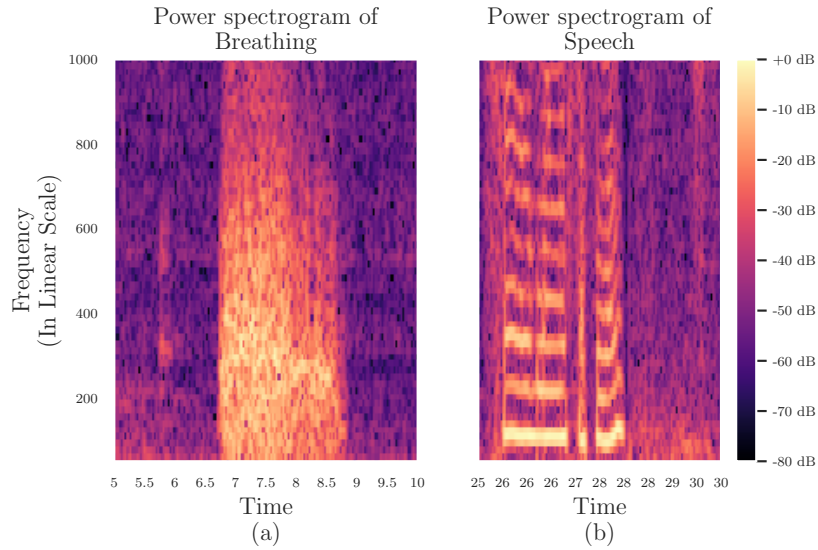 Power spectrogram of
Breathing
Power spectrogram of
Speech
Frequency
(In Linear Scale)
1000
800
600
400
200
5 5.5 6 6 7 7.5 8 8.5 9 9.5 10
Time
(a)
25 26 26 26 27 28 28 28 29 30 30
Time
(b)
+0 dB
-10 dB
-20 dB
-30 dB
-40 dB
-50 dB
-60 dB
-70 dB
-80 dB